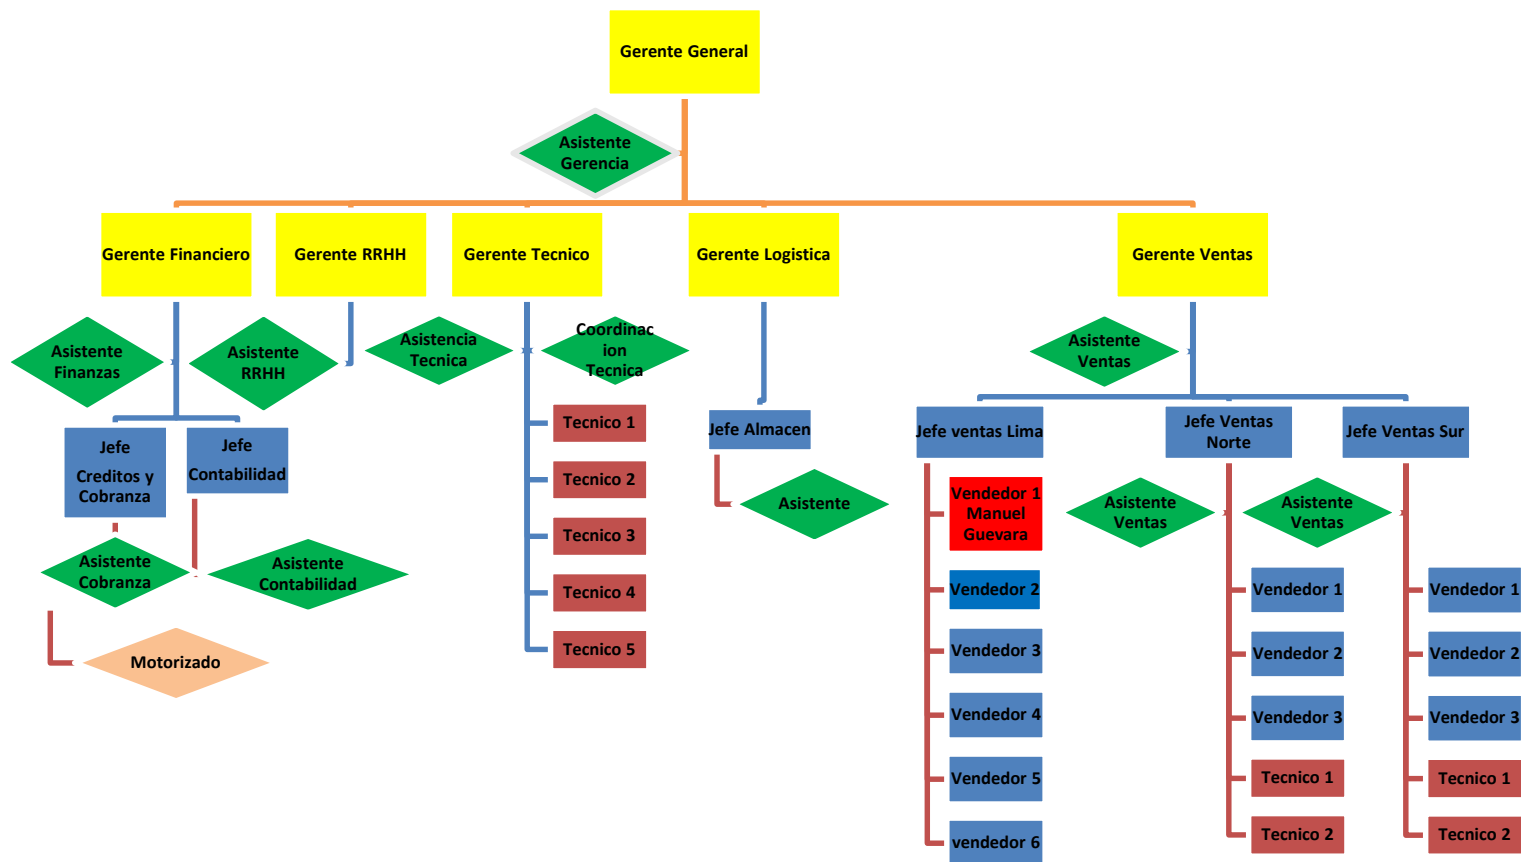 Gerente General
Asistente
Gerencia
Gerente Financiero
Gerente RRHH
Gerente Tecnico
Gerente Logistica
Gerente Ventas
Asistente
Finanzas
Asistente
RRHH
Asistencia
Tecnica
Coordinac
ion
Tecnica
Asistente
Ventas
Jefe
Creditos y
Cobranza
Jefe
Contabilidad
Asistente
Cobranza
Asistente
Contabilidad
Motorizado
Tecnico 1
Tecnico 2
Tecnico 3
Tecnico 4
Tecnico 5
Jefe Almacen
Asistente
Jefe ventas Lima
Vendedor 1
Manuel
Guevara
Vendedor 2
Vendedor 3
Vendedor 4
Vendedor 5
vendedor 6
Jefe Ventas
Norte
Asistente
Ventas
Vendedor 1
Vendedor 2
Vendedor 3
Tecnico 1
Tecnico 2
Jefe Ventas Sur
Asistente
Ventas
Vendedor 1
Vendedor 2
Vendedor 3
Tecnico 1
Tecnico 2